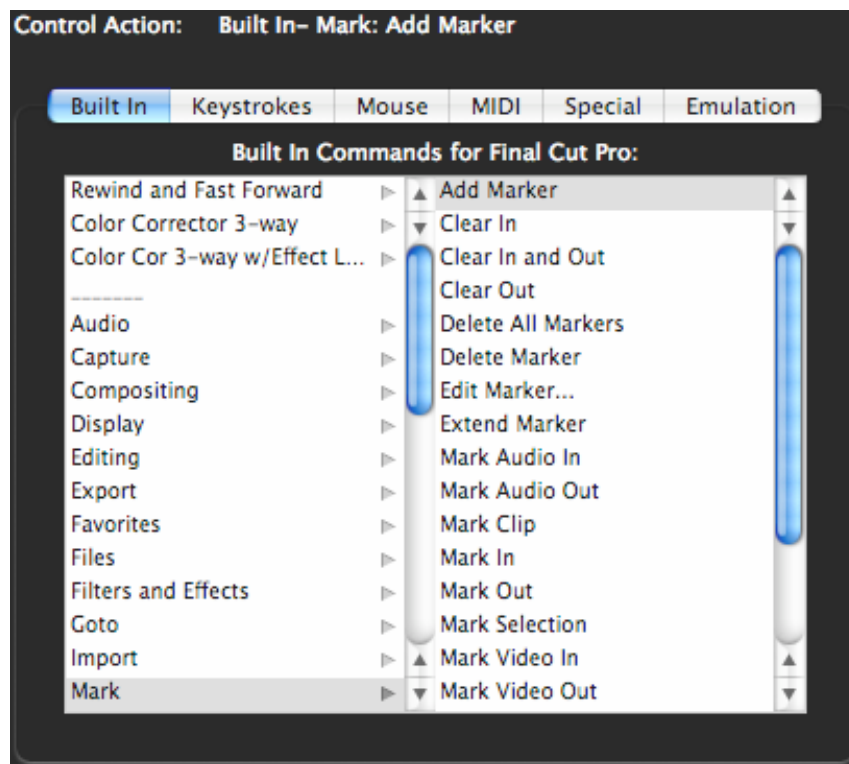 Control Action: Built In– Mark: Add Marker
Built In Keystrokes Mouse MIDI Special Emulation
Built In Commands for Final Cut Pro:
Rewind and Fast Forward
Color Corrector 3–way
Color Cor 3–way w/Effect L...
_______
Audio
Capture
Compositing
Display
Editing
Export
Favorites
Files
Filters and Effects
Goto
Import
Mark
Add Marker
Clear In
Clear In and Out
Clear Out
Delete All Markers
Delete Marker
Edit Marker...
Extend Marker
Mark Audio In
Mark Audio Out
Mark Clip
Mark In
Mark Out
Mark Selection
Mark Video In
Mark Video Out